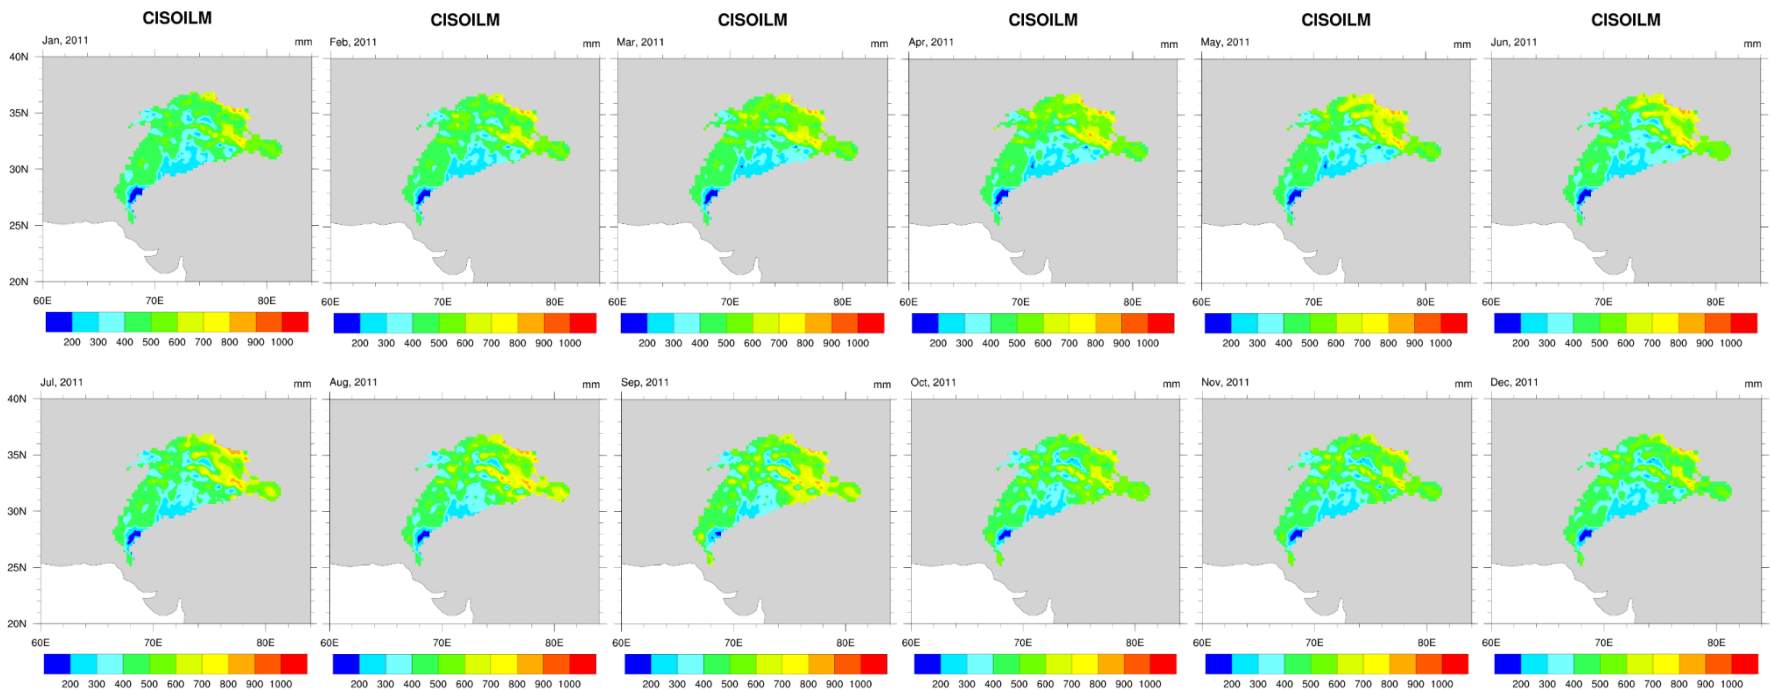 CISOILM CISOILM CISOILM CISOILM CISOILM CISOILM
Jan, 2011 mm Feb, 2011 mm Mar, 2011 mm Apr, 2011 mm May, 2011 mm Jun, 2011 mm
40N
35N
30N
25N
20N
60E 70E 80E 60E 70E 80E 60E 70E 80E 60E 70E 80E 60E 70E 80E 60E 70E 80E
200 300 400 500 600 700 800 900 1000 200 300 400 500 600 700 800 900 1000 200 300 400 500 600 700 800 900 1000 200 300 400 500 600 700 800 900 1000 200 300 400 500 600 700 800 900 1000 200 300 400 500 600 700 800 900 1000
Jul, 2011 mm Aug, 2011 mm Sep, 2011 mm Oct, 2011 mm Nov, 2011 mm Dec, 2011 mm
40N
35N
30N
25N
20N
60E 70E 80E 60E 70E 80E 60E 70E 80E 60E 70E 80E 60E 70E 80E 60E 70E 80E
200 300 400 500 600 700 800 900 1000 200 300 400 500 600 700 800 900 1000 200 300 400 500 600 700 800 900 1000 200 300 400 500 600 700 800 900 1000 200 300 400 500 600 700 800 900 1000 200 300 400 500 600 700 800 900 1000